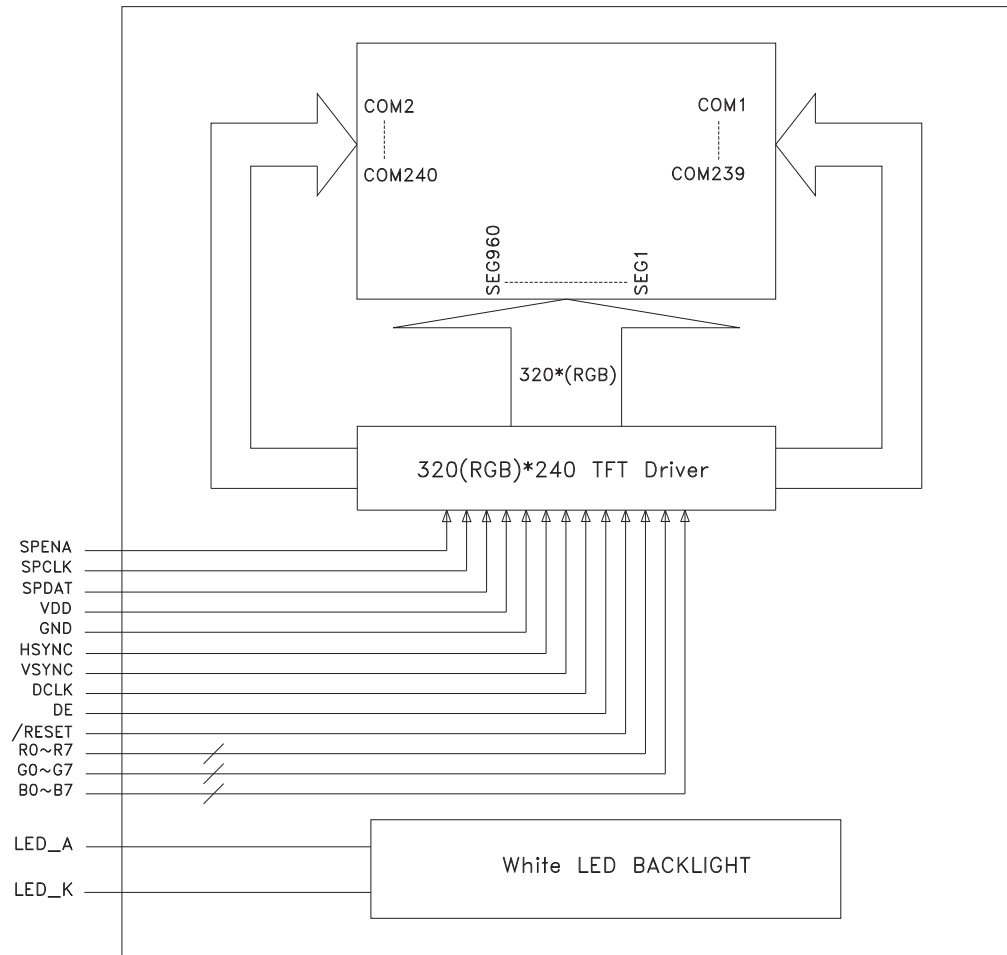 COM2
COM1
COM240
COM239
SEG960
SEG1
320*(RGB)
320(RGB)*240 TFT Driver
SPENA
SPCLK
SPDAT
VDD
GND
HSYNC
VSYNC
DCLK
DE
/RESET
R0~R7
G0~G7
B0~B7
LED_A
White LED BACKLIGHT
LED_K